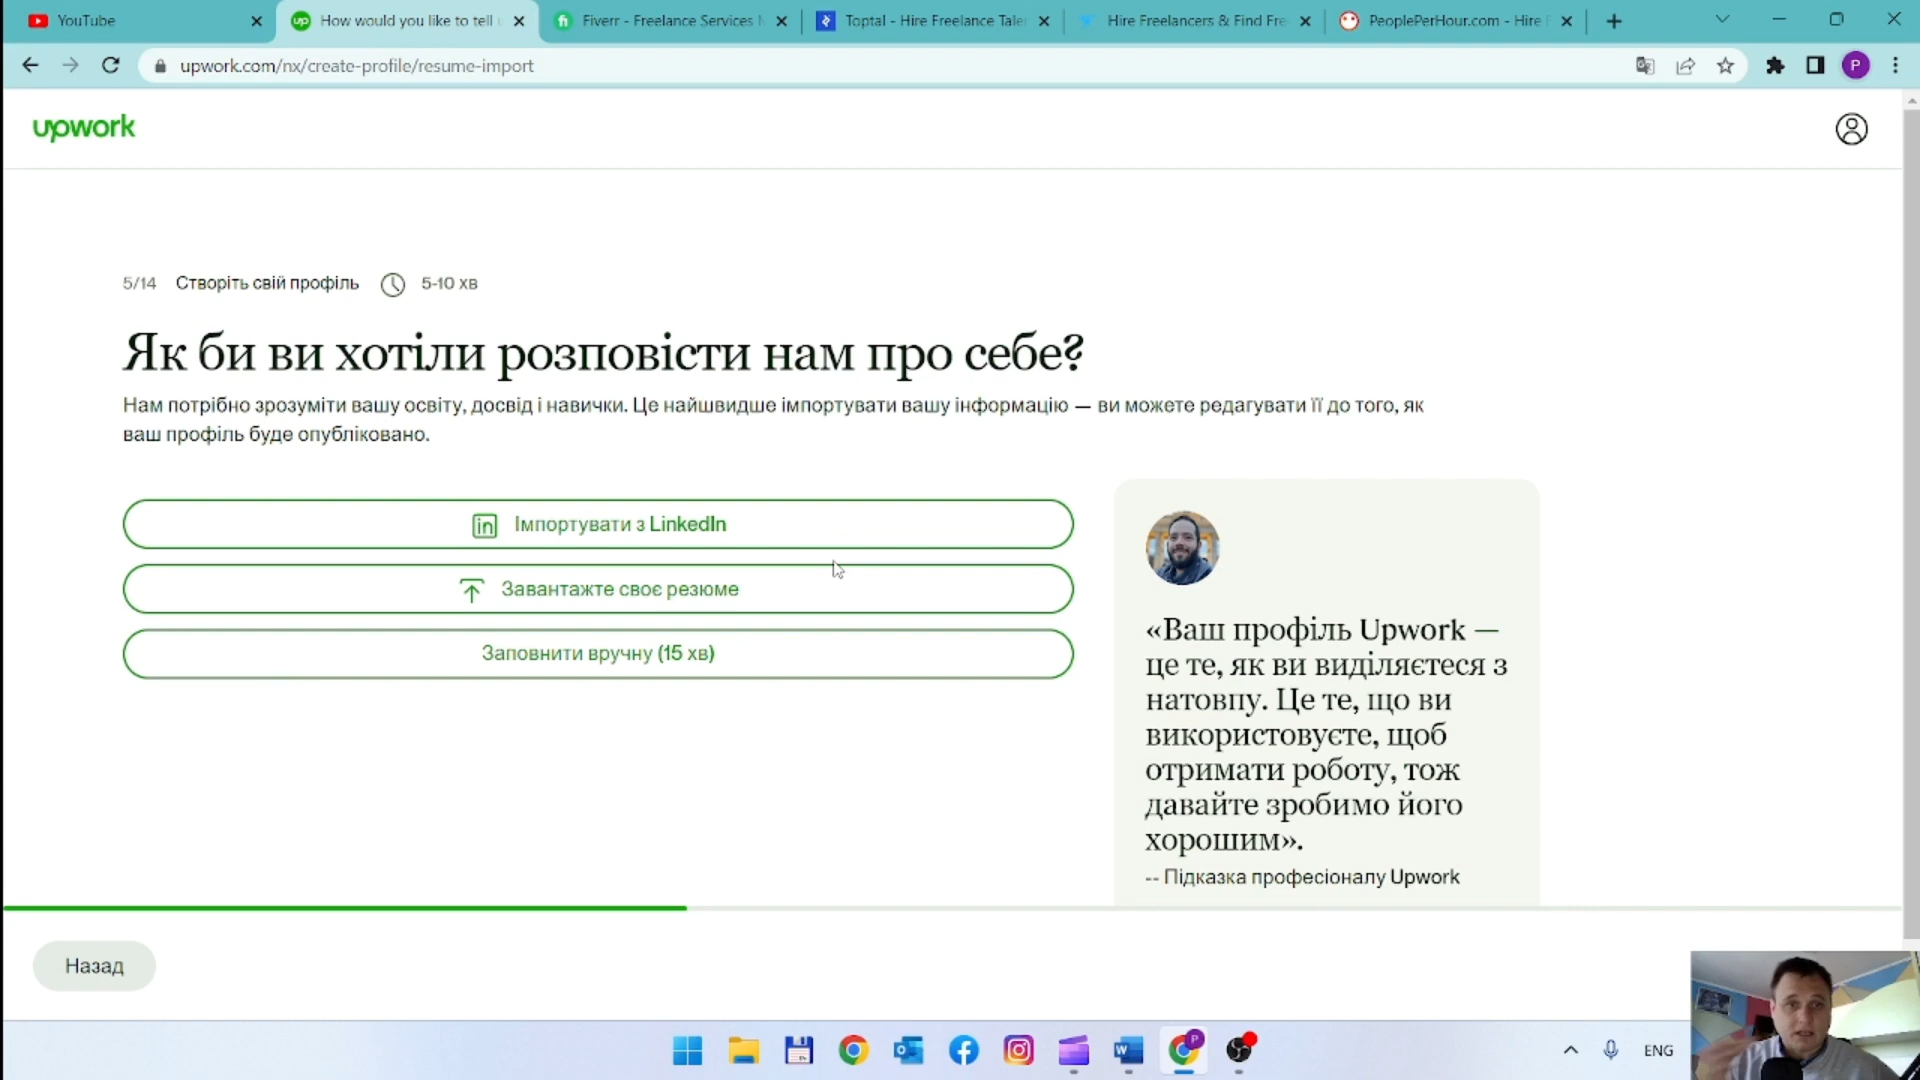 YouTube
How would you like to tell
Fiverr - Freelance Services
Toptal - Hire Freelance Tale
Hire Freelancers & Find Fre
PeoplePerHour.com - Hire
upwork.com/nx/create-profile/resume-import
P
upwork
5/14 Створіть свій профіль 5-10 хв
Як би ви хотіли розповісти нам про себе?
Нам потрібно зрозуміти вашу освіту, досвід і навички. Це найшвидше імпортувати вашу інформацію — ви можете редагувати її до того, як
ваш профіль буде опубліковано.
in Імпортувати з LinkedIn
Завантажте своє резюме
Заповнити вручну (15 хв)
«Ваш профіль Upwork —
це те, як ви виділяєтеся з
натовпу. Це те, що ви
використовуєте, щоб
отримати роботу, тож
давайте зробимо його
хорошим».
-- Підказка професіоналу Upwork
Назад
ENG